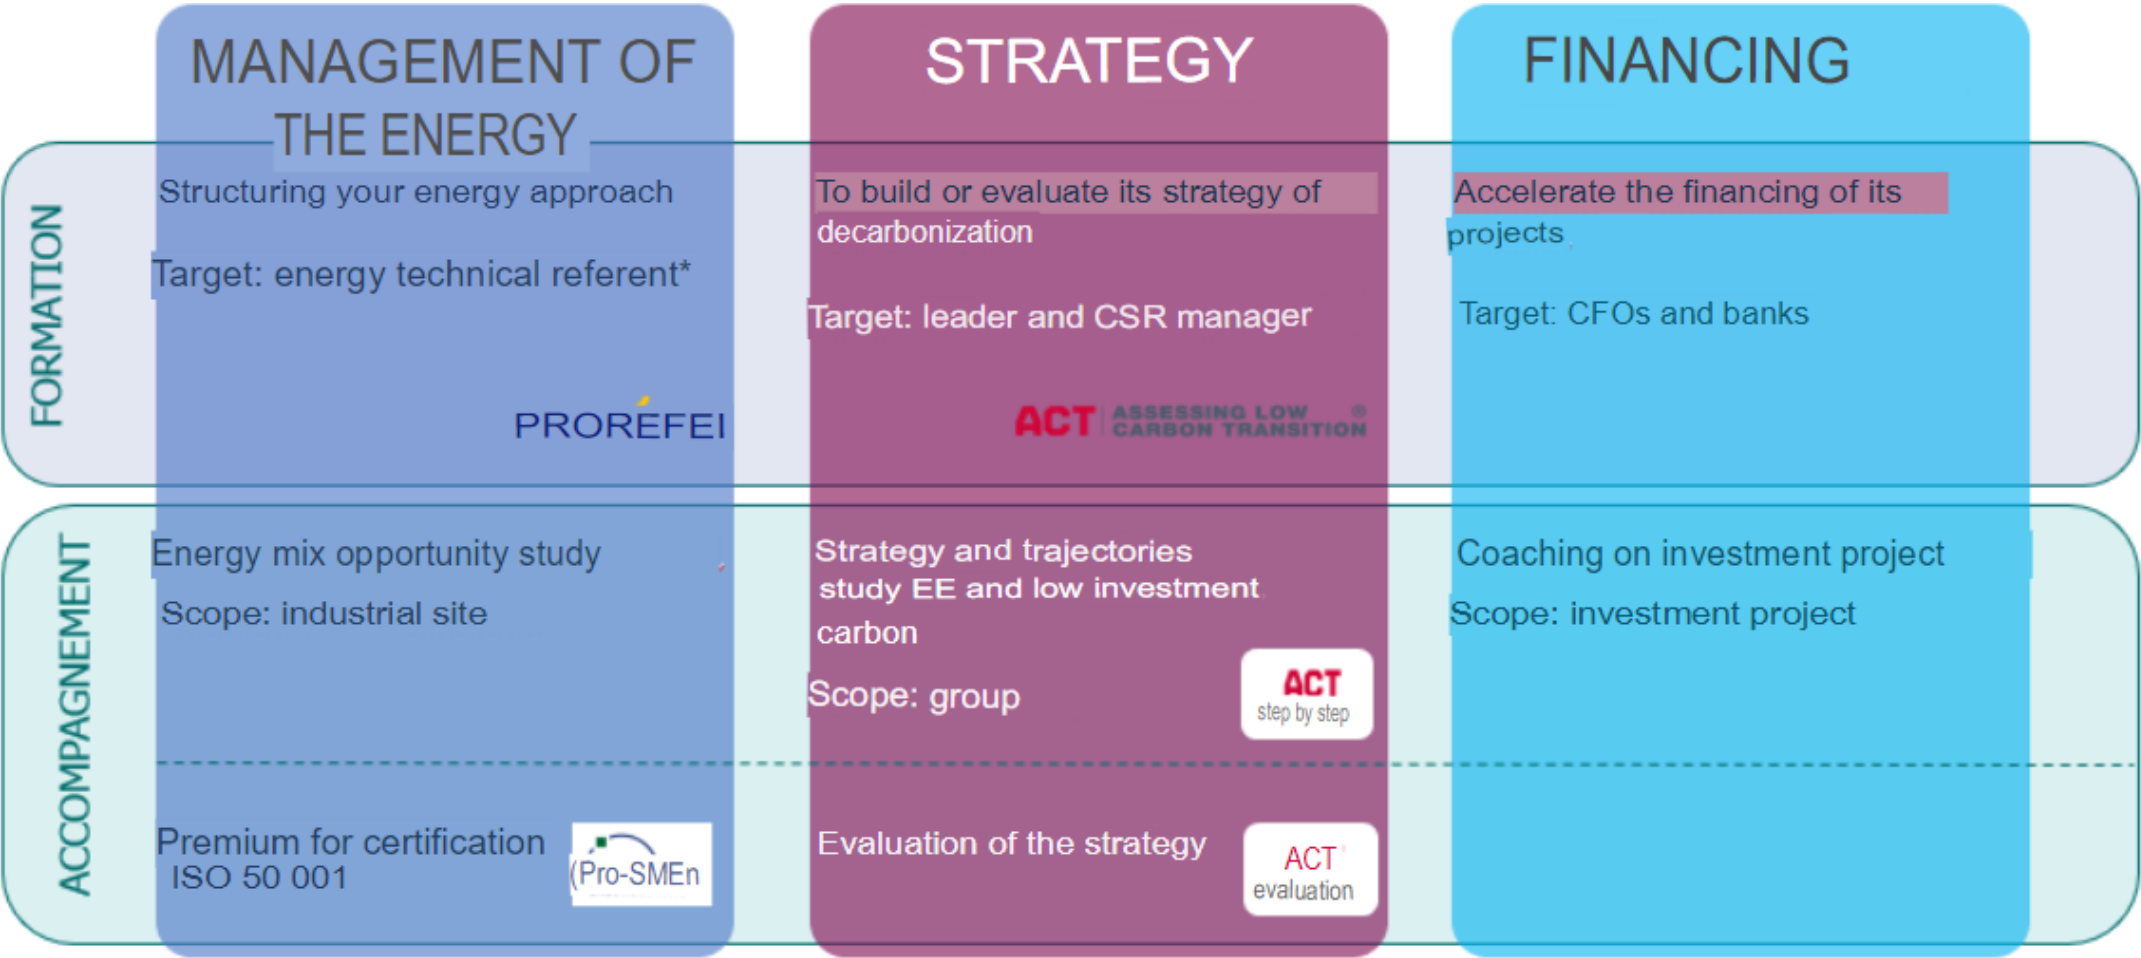 MANAGEMENT OF
THE ENERGY
STRATEGY
FINANCING
FORMATION
Structuring your energy approach
Target: energy technical referent*
PRORÉFEI
To build or evaluate its strategy of
decarbonization
Target: leader and CSR manager
ACT ASSESSING LOW ®
CARBON TRANSITION
Accelerate the financing of its
projects
Target: CFOs and banks
ACCOMPAGNEMENT
Energy mix opportunity study
Scope: industrial site
Strategy and trajectories
study EE and low investment
carbon
Scope: group
ACT
step by step
Coaching on investment project
Scope: investment project
Premium for certification
ISO 50 001
(Pro-SMEn
Evaluation of the strategy
ACT
evaluation